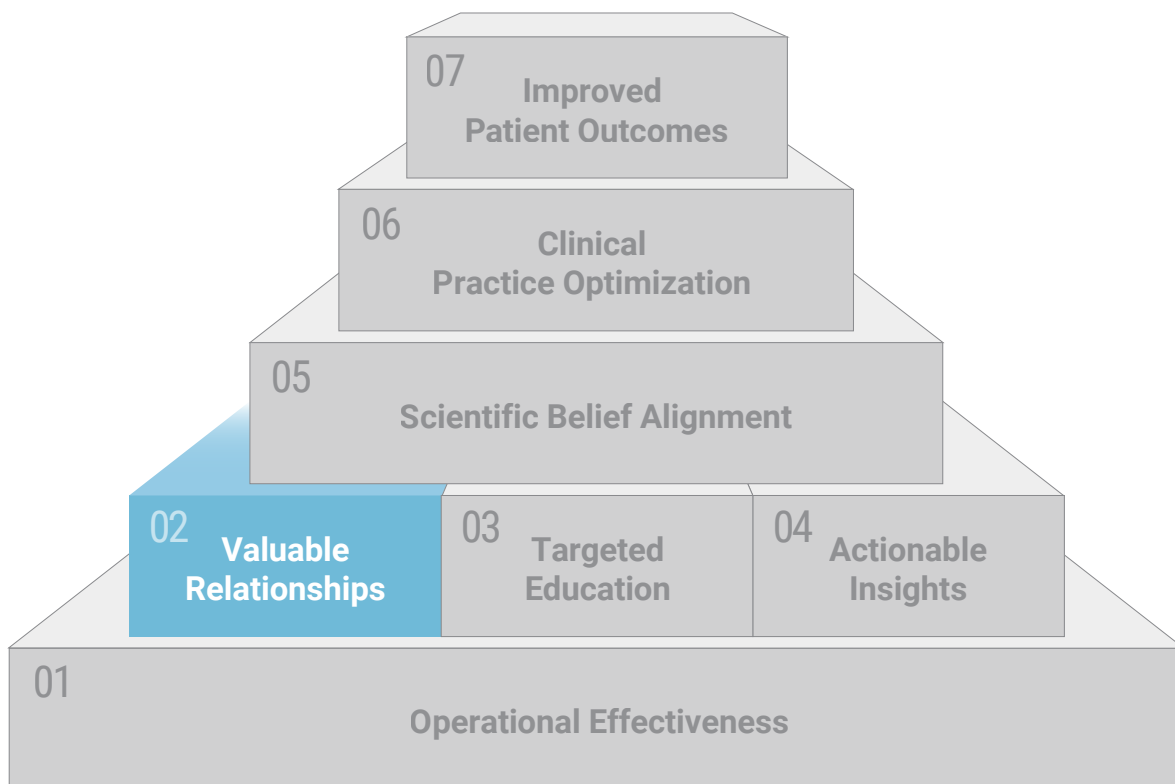 07
Improved
Patient Outcomes
06
Clinical
Practice Optimization
05
Scientific Belief Alignment
02
Valuable
Relationships
03
Targeted
Education
04
Actionable
Insights
01
Operational Effectiveness